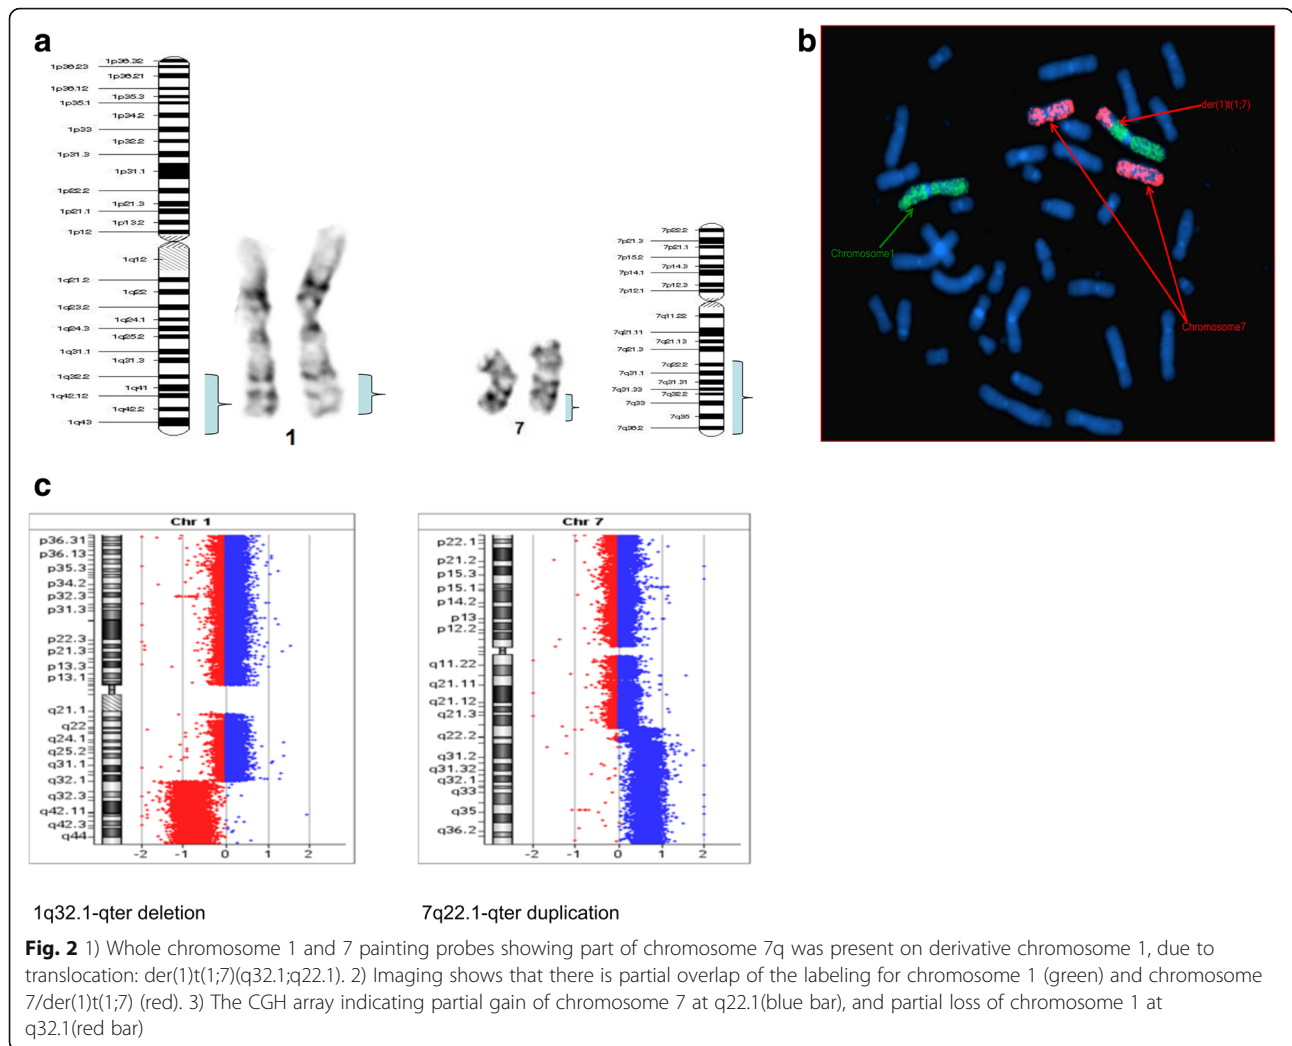 a
1p36.32
1p36.23
1p36.21
1p36.12
1p35.3
1p35.1
1p34.2
1p33
1p32.2
1p31.3
1p31.1
1p22.2
1p21.3
1p21.1
1p13.2
1p12
1q12
1q21.2
1q22
1q23.2
1q24.1
1q24.3
1q25.2
1q31.1
1q31.3
1q32.2
1q41
1q42.12
1q42.2
1q43
1
7
7p22.2
7p21.3
7p21.1
7p15.2
7p14.3
7p14.1
7p12.3
7p12.1
7q11.22
7q21.11
7q21.13
7q21.3
7q22.2
7q31.1
7q31.31
7q31.33
7q32.2
7q33
7q35
7q36.2
b
der(1)t(1;7)
Chromosome1
Chromosome7
c
Chr 1
p36.31
p36.13
p35.3
p34.2
p32.3
p31.3
p22.3
p21.3
p13.3
p13.1
q21.1
q22
q24.1
q25.2
q31.1
q32.1
q32.3
q42.11
q42.3
q44
-2 -1 0 1 2
1q32.1-qter deletion
Chr 7
p22.1
p21.2
p15.3
p15.1
p14.2
p13
p12.2
q11.22
q21.11
q21.12
q21.3
q22.2
q31.2
q31.32
q32.1
q33
q35
q36.2
-2 -1 0 1 2
7q22.1-qter duplication
Fig. 2 1) Whole chromosome 1 and 7 painting probes showing part of chromosome 7q was present on derivative chromosome 1, due to
translocation: der(1)t(1;7)(q32.1;q22.1). 2) Imaging shows that there is partial overlap of the labeling for chromosome 1 (green) and chromosome
7/der(1)t(1;7) (red). 3) The CGH array indicating partial gain of chromosome 7 at q22.1(blue bar), and partial loss of chromosome 1 at
q32.1(red bar)